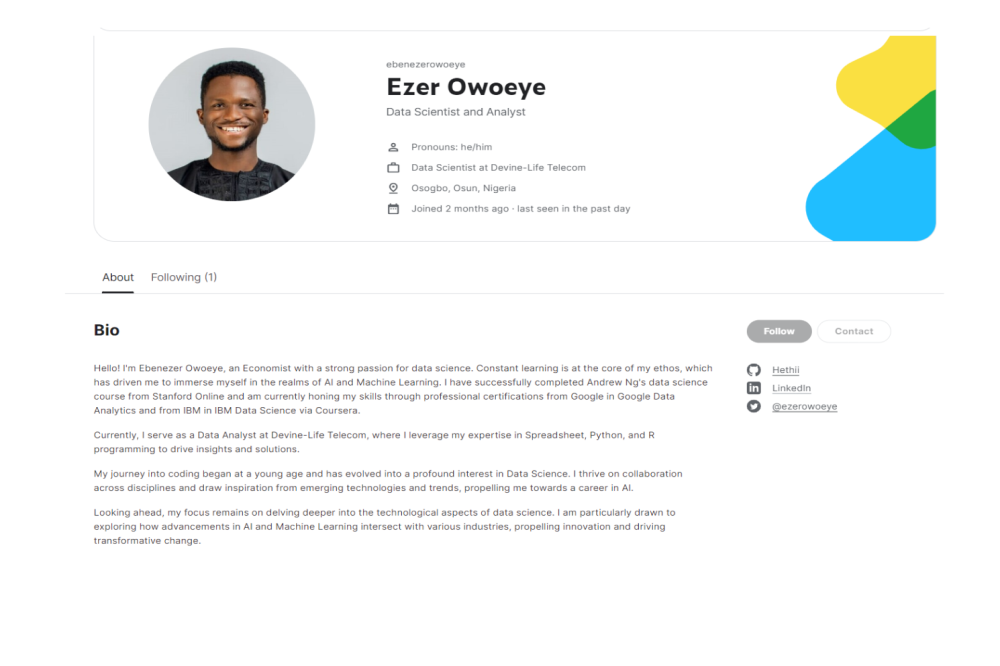 ebenezerowoeye
Ezer Owoeye
Data Scientist and Analyst
Pronouns: he/him
Data Scientist at Devine-Life Telecom
Osogbo, Osun, Nigeria
Joined 2 months ago · last seen in the past day
About
Following (1)
Bio
Hello! I'm Ebenezer Owoeye, an Economist with a strong passion for data science. Constant learning is at the core of my ethos, which
has driven me to immerse myself in the realms of AI and Machine Learning. I have successfully completed Andrew Ng's data science
course from Stanford Online and am currently honing my skills through professional certifications from Google in Google Data
Analytics and from IBM in IBM Data Science via Coursera.
Currently, I serve as a Data Analyst at Devine-Life Telecom, where I leverage my expertise in Spreadsheet, Python, and R
programming to drive insights and solutions.
My journey into coding began at a young age and has evolved into a profound interest in Data Science. I thrive on collaboration
across disciplines and draw inspiration from emerging technologies and trends, propelling me towards a career in AI.
Looking ahead, my focus remains on delving deeper into the technological aspects of data science. I am particularly drawn to
exploring how advancements in AI and Machine Learning intersect with various industries, propelling innovation and driving
transformative change.
Follow
Contact
Hethii
LinkedIn
@ezerowoeye